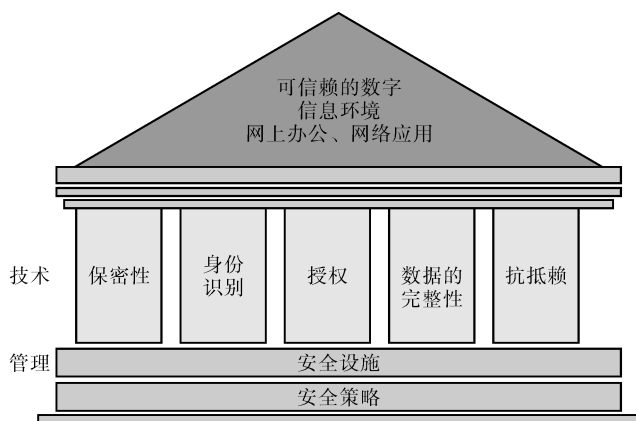 可信赖的数字
信息环境
网上办公、网络应用
技术
保密性
身份
识别
授权
数据的
完整性
抗抵赖
管理
安全设施
安全策略